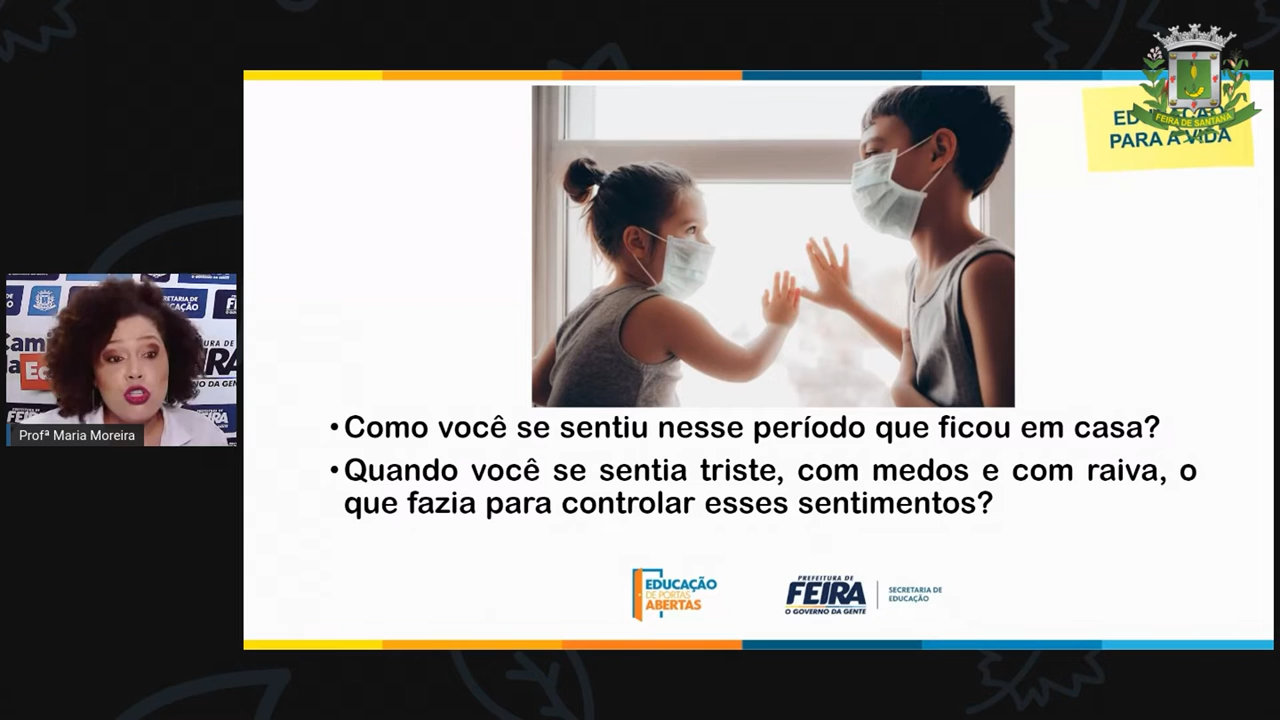 FEIRA DE SANTANA
PARA A VIDA
• Como você se sentiu nesse período que ficou em casa?
• Quando você se sentia triste, com medos e com raiva, o
que fazia para controlar esses sentimentos?
Profª Maria Moreira
EDUCAÇÃO
DE PORTAS
ABERTAS
PREFEITURA DE
FEIRA
O GOVERNO DA GENTE
SECRETARIA DE
EDUCAÇÃO